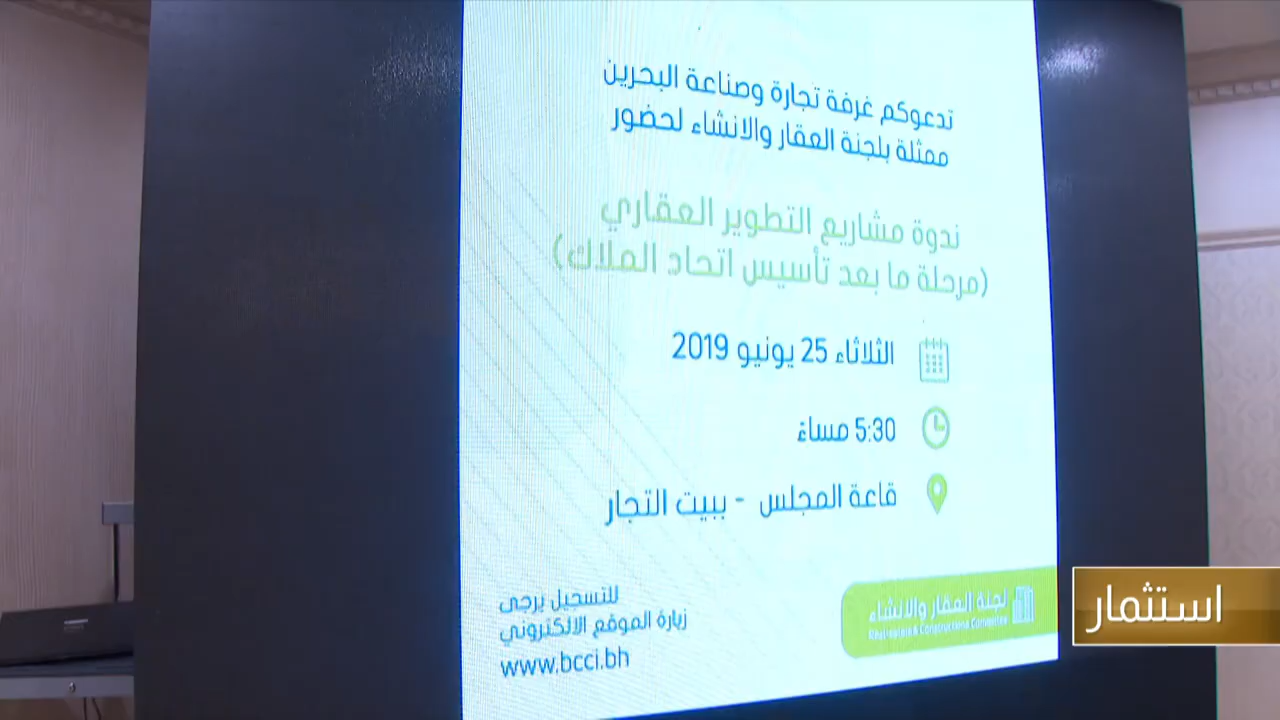 تدعوكم غرفة تجارة وصناعة البحرين
ممثلة بلجنة العقار والانشاء لحضور
ندوة مشاريع التطوير العقاري
(مرحلة ما بعد تأسيس اتحاد الملاك)
الثلاثاء 25 يونيو 2019
5:30 مساءً
قاعة المجلس - ببيت التجار
للتسجيل يرجى
زيارة الموقع الالكتروني
www.bcci.bh
لجنة العقار والانشاء
Real estate & Constructions Committee
استثمار